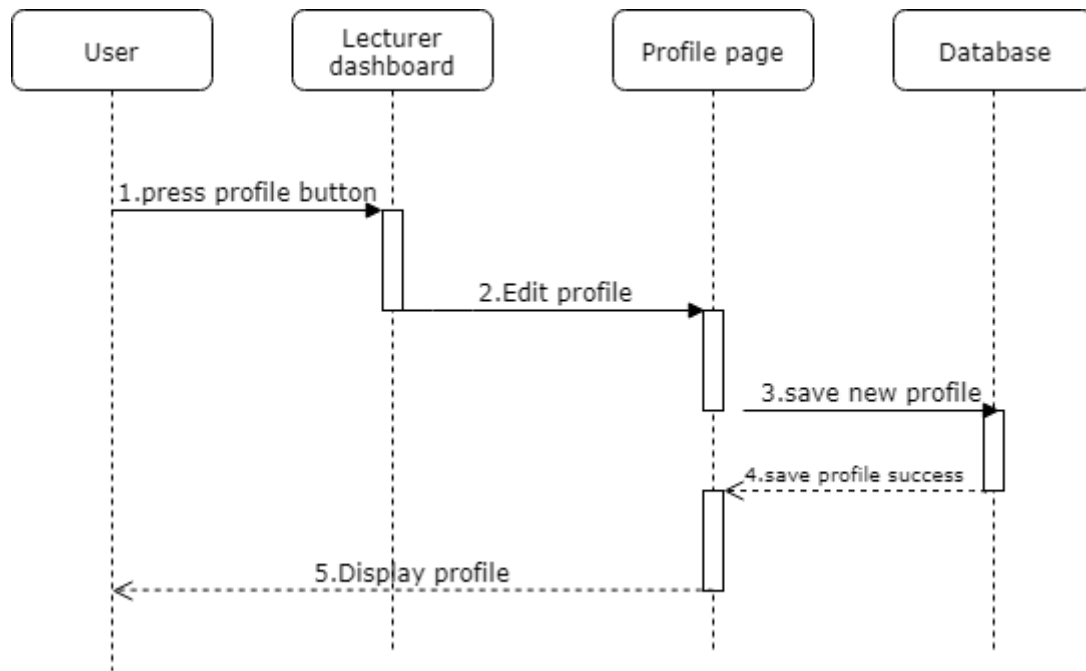 User
Lecturer
dashboard
Profile page
Database
1.press profile button
2.Edit profile
3.save new profile
4.save profile success
5.Display profile